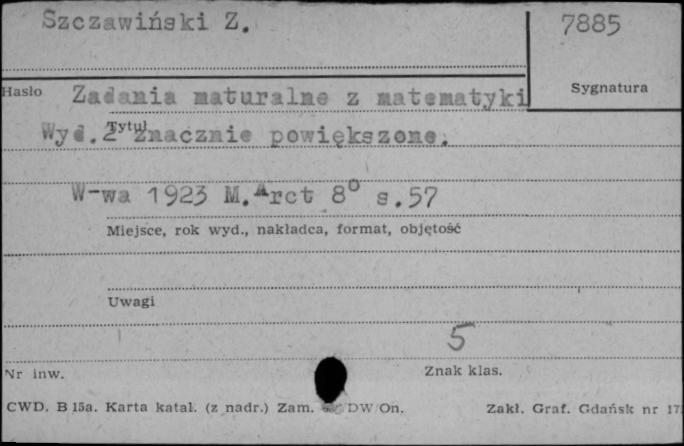 Szczawiński Z.
7885
Hasło
Sygnatura
Zadania maturalne z matematyki
Tytuł
Wyd. 2 znacznie powiększone.
W-wa 1923 M.Arct 8° s.57
Miejsce, rok wyd., nakładca, format, objętość
Uwagi
5
Nr inw.
Znak klas.
CWD. B 15a. Karta katal. (z nadr.) Zam. DW/On.
Zakł. Graf. Gdańsk nr 17